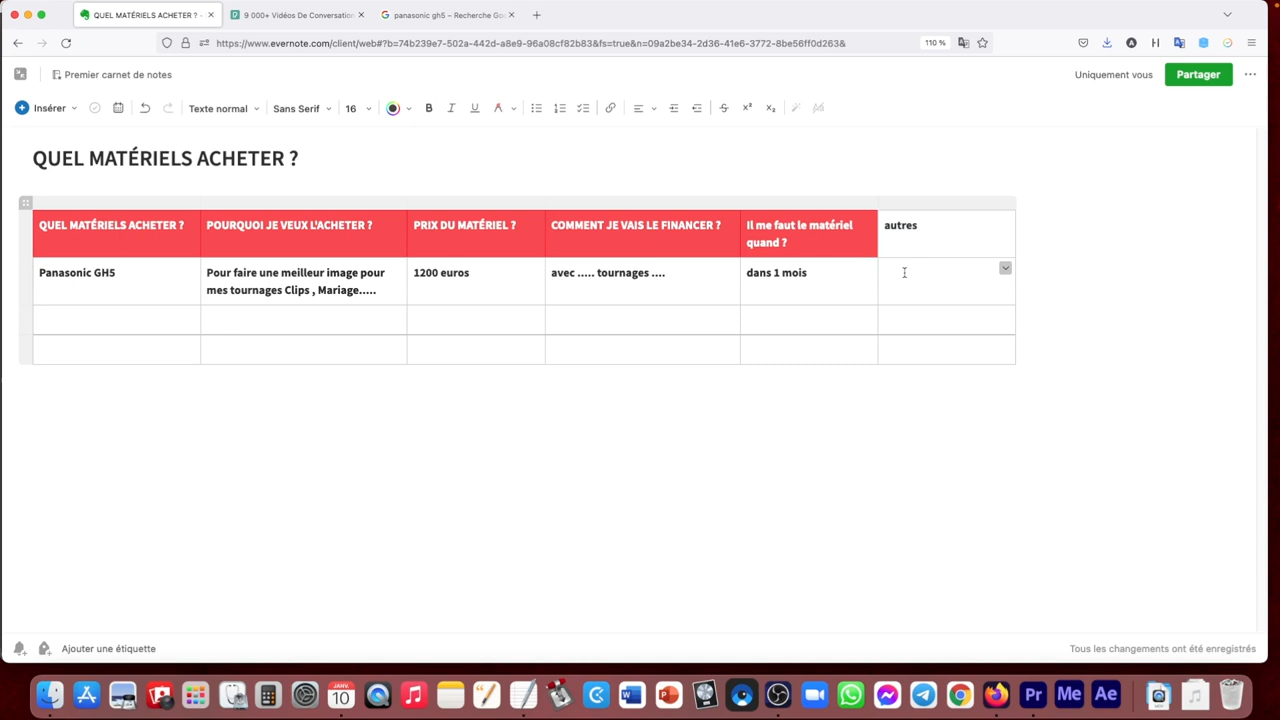 QUEL MATÉRIELS ACHETER ? -
9 000+ Vidéos De Conversation
panasonic gh5 – Recherche Goo
https://www.evernote.com/client/web#?b=74b239e7-502a-442d-a8e9-96a08cf82b83&fs=true&n=09a2be34-2d36-41e6-3772-8be56ff0d263&
110 %
Premier carnet de notes
Uniquement vous
Partager
Insérer
Texte normal
Sans Serif
16
QUEL MATÉRIELS ACHETER ?
QUEL MATÉRIELS ACHETER ?
POURQUOI JE VEUX L'ACHETER ?
PRIX DU MATÉRIEL ?
COMMENT JE VAIS LE FINANCER ?
Il me faut le matériel
quand ?
autres
Panasonic GH5
Pour faire une meilleur image pour
mes tournages Clips , Mariage.....
1200 euros
avec ..... tournages ....
dans 1 mois
Ajouter une étiquette
Tous les changements ont été enregistrés
JANV.
10
Pr
Me
Ae